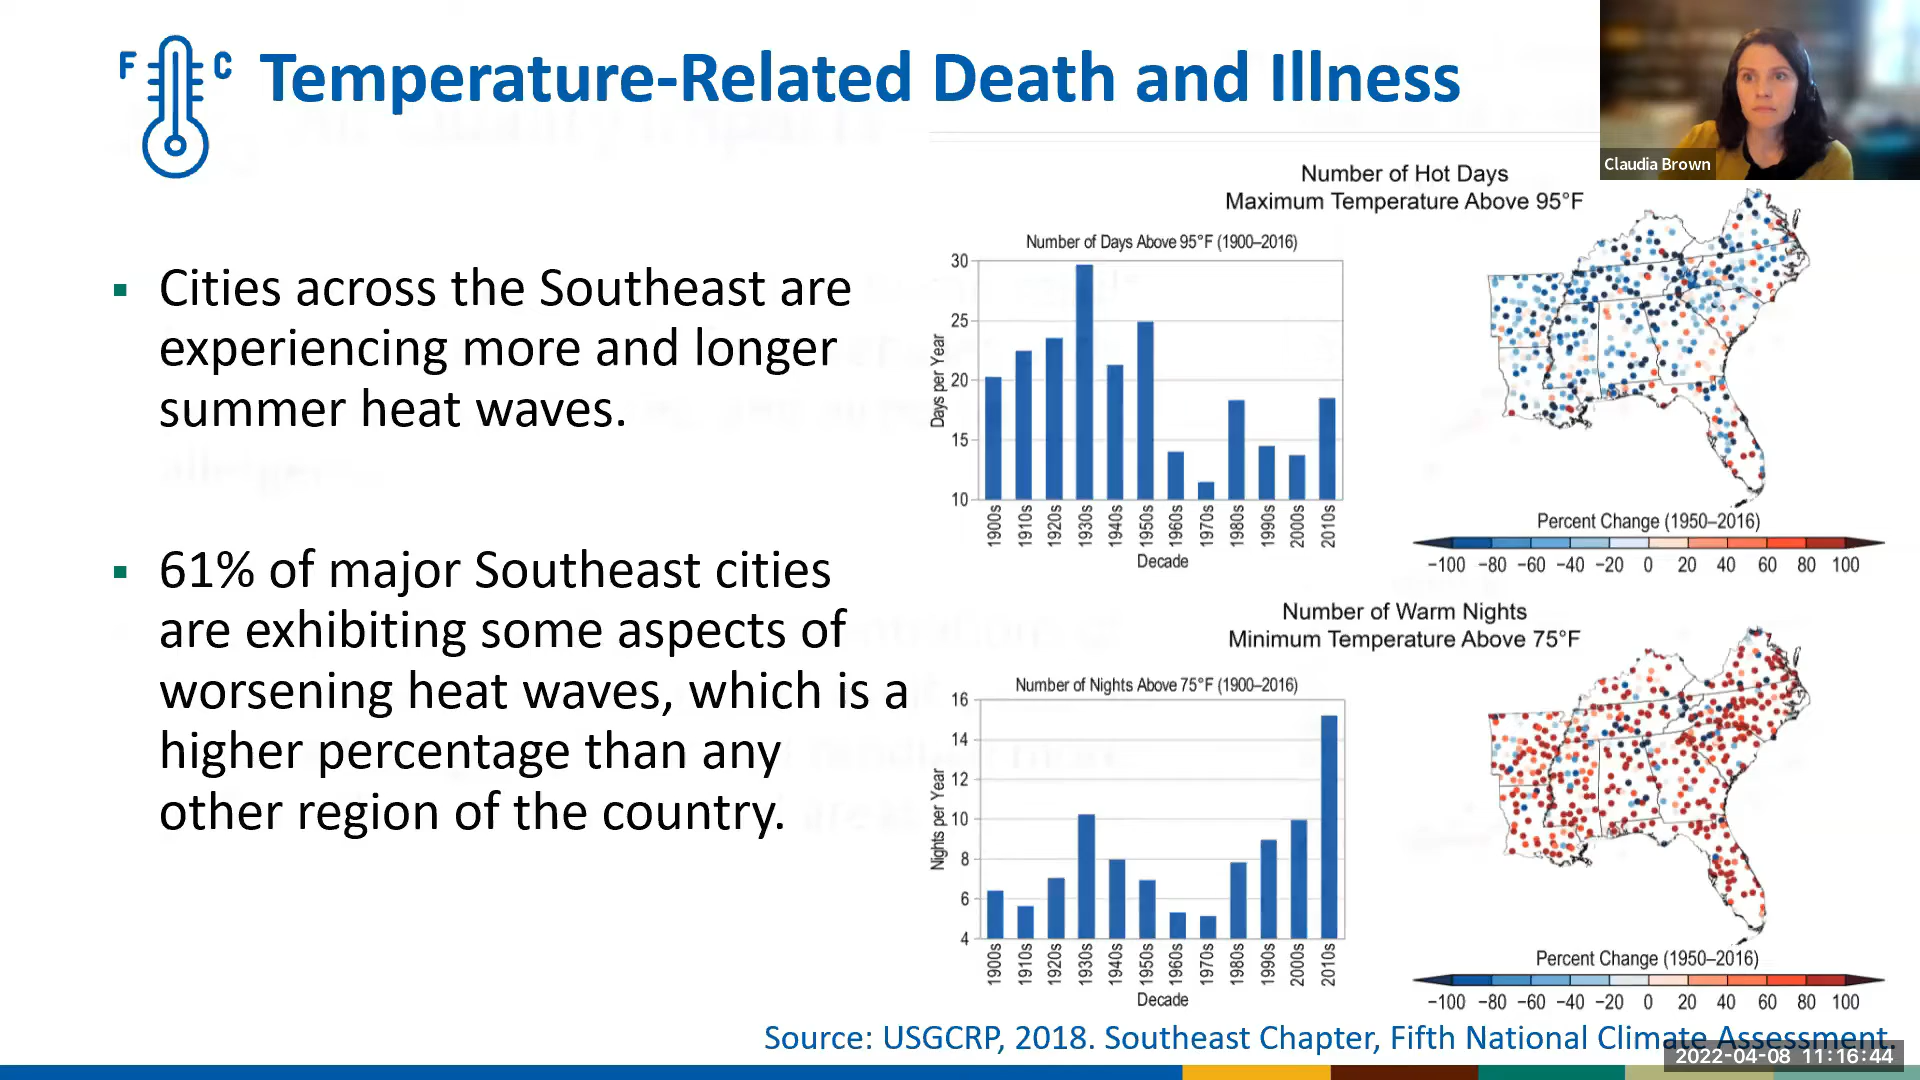 F C
Temperature-Related Death and Illness
Claudia Brown
Cities across the Southeast are
experiencing more and longer
summer heat waves.
61% of major Southeast cities
are exhibiting some aspects of
worsening heat waves, which is a
higher percentage than any
other region of the country.
Number of Hot Days
Maximum Temperature Above 95°F
Number of Days Above 95°F (1900–2016)
Days per Year
30
25
20
15
10
1900s 1910s 1920s 1930s 1940s 1950s 1960s 1970s 1980s 1990s 2000s 2010s
Decade
Percent Change (1950–2016)
−100 −80 −60 −40 −20 0 20 40 60 80 100
Number of Warm Nights
Minimum Temperature Above 75°F
Number of Nights Above 75°F (1900–2016)
Nights per Year
16
14
12
10
8
6
4
1900s 1910s 1920s 1930s 1940s 1950s 1960s 1970s 1980s 1990s 2000s 2010s
Decade
Percent Change (1950–2016)
−100 −80 −60 −40 −20 0 20 40 60 80 100
Source: USGCRP, 2018. Southeast Chapter, Fifth National Climate Assessment.
2022-04-08 11:16:44